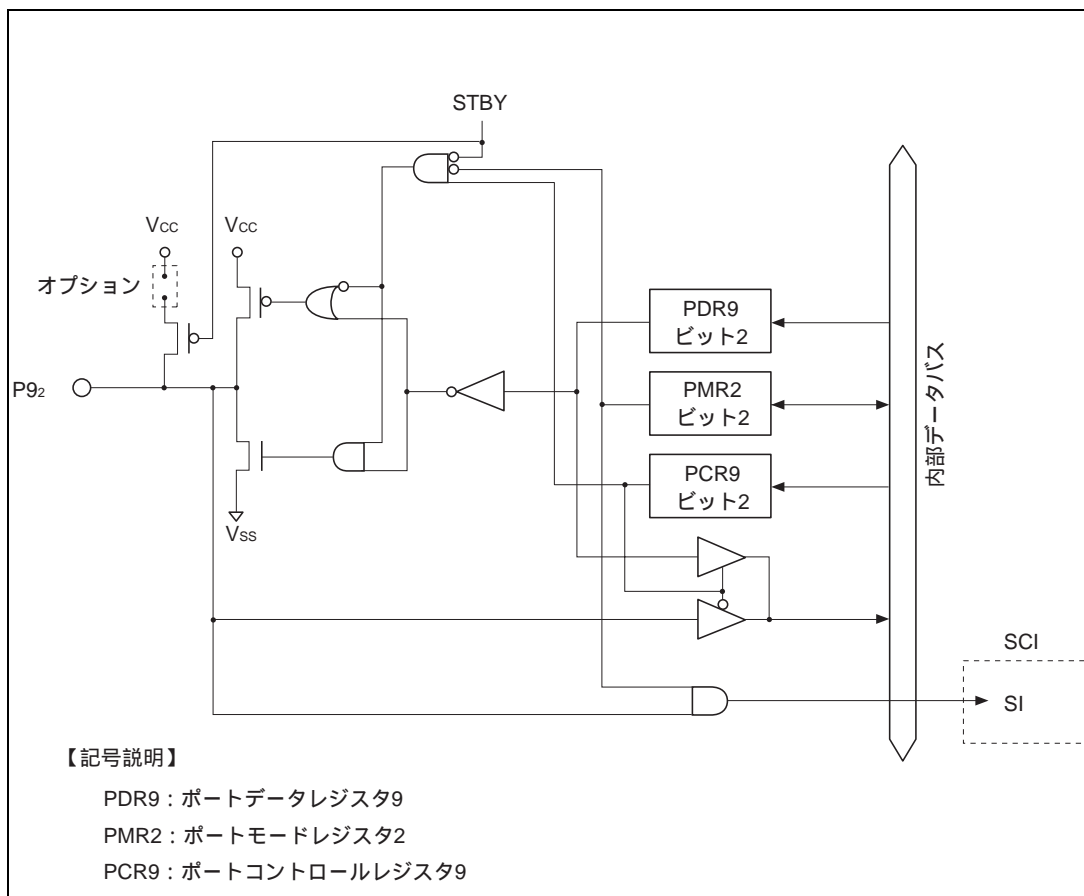 STBY
VCC
VCC
オプション
P92
VSS
PDR9
ビット2
PMR2
ビット2
PCR9
ビット2
内部データバス
SCI
SI
【記号説明】
PDR9：ポートデータレジスタ9
PMR2：ポートモードレジスタ2
PCR9：ポートコントロールレジスタ9